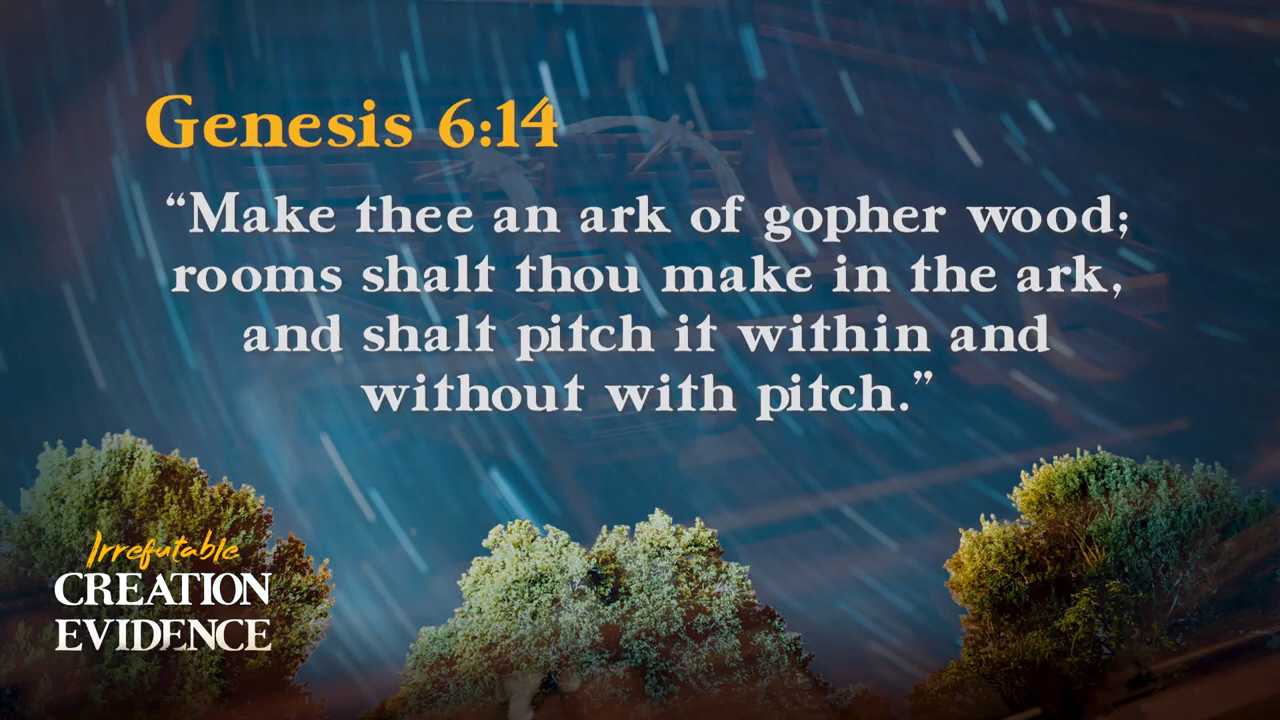 Genesis 6:14
“Make thee an ark of gopher wood;
rooms shalt thou make in the ark,
and shalt pitch it within and
without with pitch.”
Irrefutable
CREATION
EVIDENCE